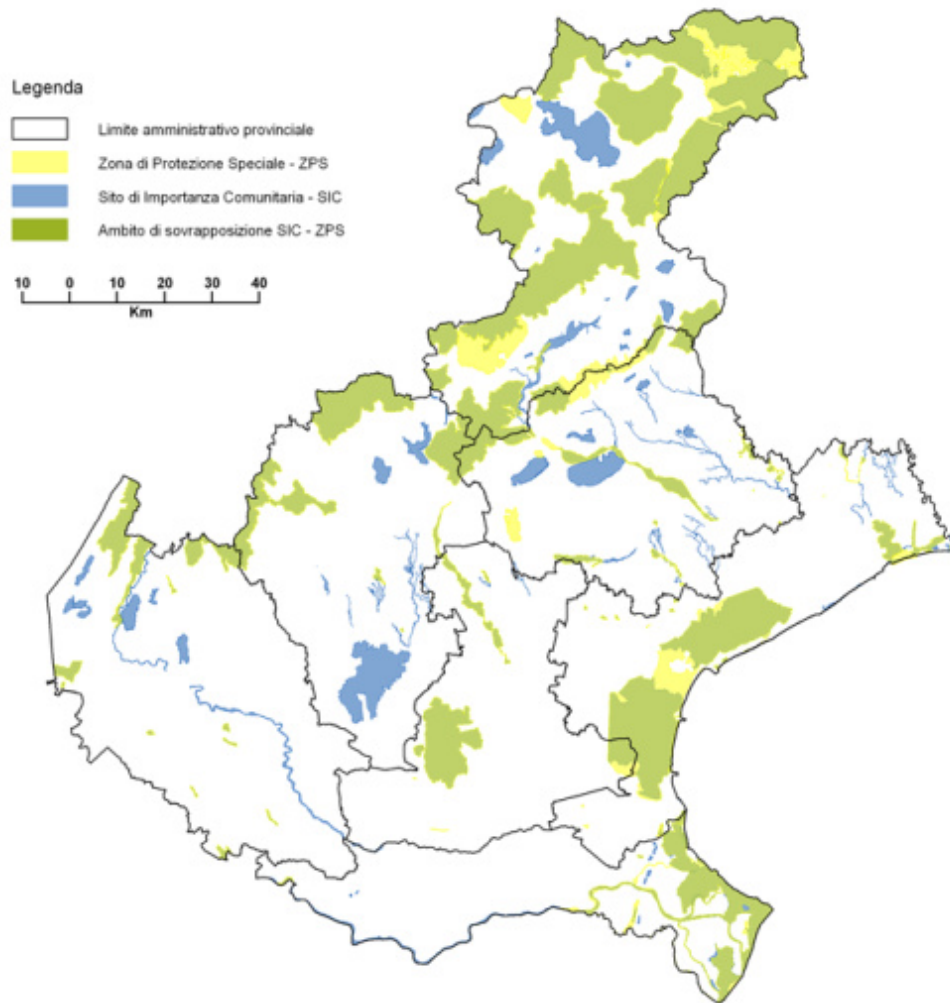 Legenda
Limite amministrativo provinciale
Zona di Protezione Speciale - ZPS
Sito di Importanza Comunitaria - SIC
Ambito di sovrapposizione SIC - ZPS
10 0 10 20 30 40
Km